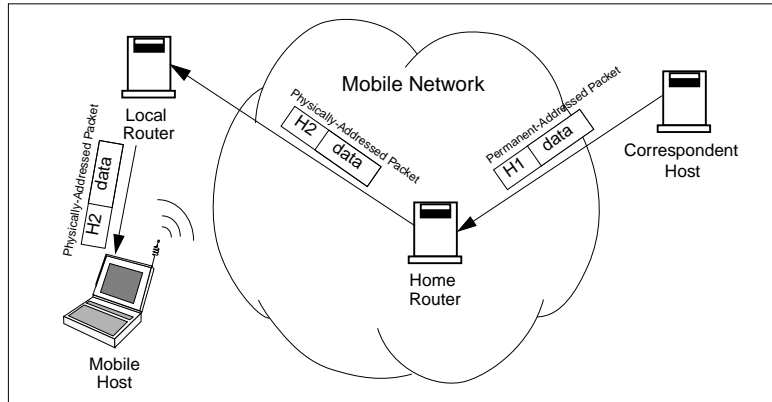 Mobile Network
Local
Router
Physically-Addressed Packet
H2
data
Permanent-Addressed Packet
H1
data
Correspondent
Host
Physically-Addressed Packet
H2
data
Home
Router
Mobile
Host